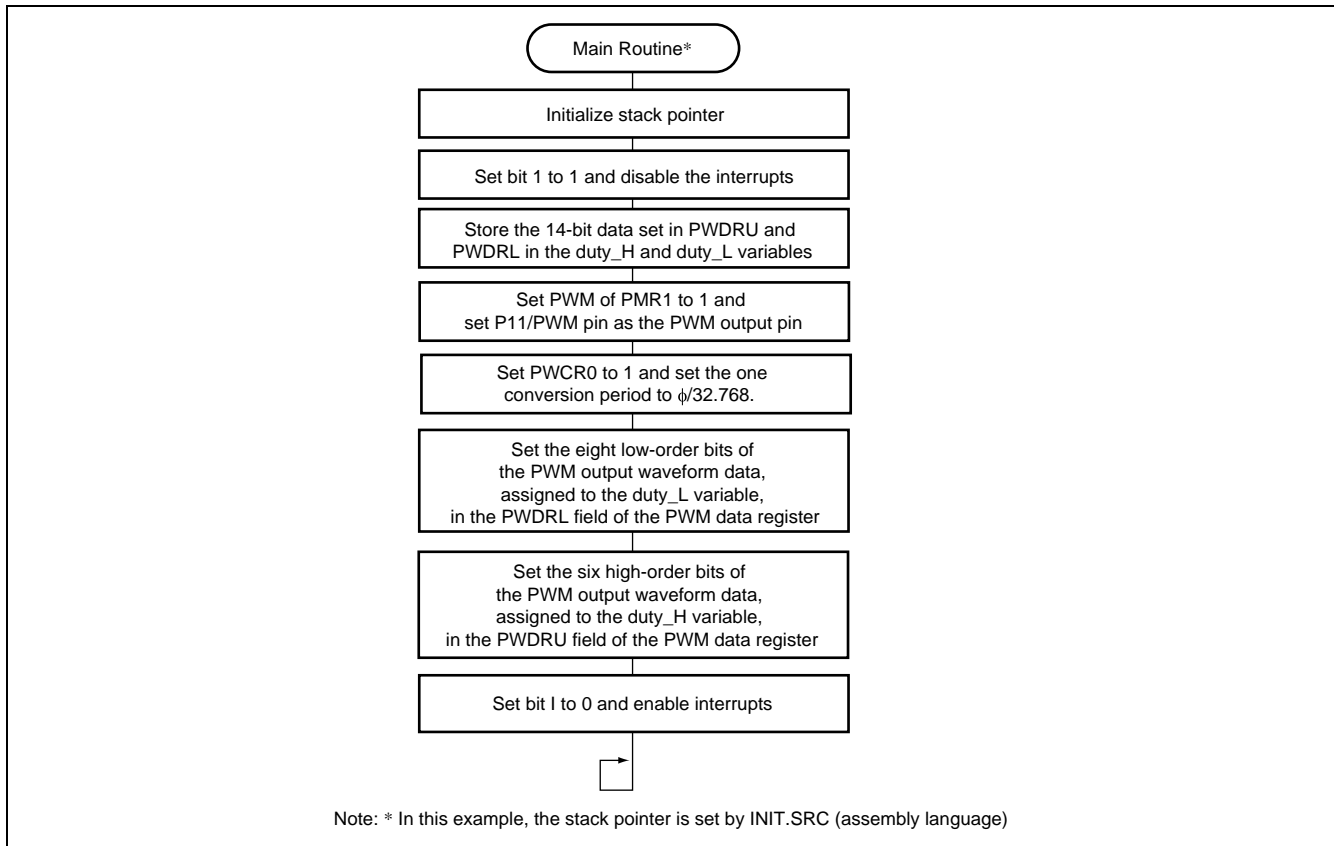 Main Routine*
Initialize stack pointer
Set bit 1 to 1 and disable the interrupts
Store the 14-bit data set in PWDRU and
PWDRL in the duty_H and duty_L variables
Set PWM of PMR1 to 1 and
set P11/PWM pin as the PWM output pin
Set PWCR0 to 1 and set the one
conversion period to ϕ/32.768.
Set the eight low-order bits of
the PWM output waveform data,
assigned to the duty_L variable,
in the PWDRL field of the PWM data register
Set the six high-order bits of
the PWM output waveform data,
assigned to the duty_H variable,
in the PWDRU field of the PWM data register
Set bit I to 0 and enable interrupts
Note: * In this example, the stack pointer is set by INIT.SRC (assembly language)